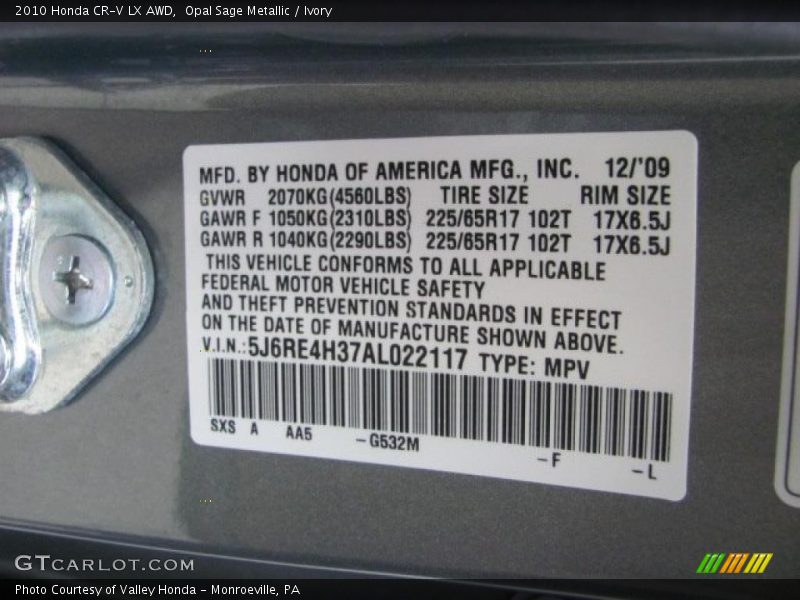 2010 Honda CR-V LX AWD,  Opal Sage Metallic / Ivory
MFD. BY HONDA OF AMERICA MFG., INC. 12/'09
GVWR 2070KG(4560LBS) TIRE SIZE RIM SIZE
GAWR F 1050KG(2310LBS) 225/65R17 102T 17X6.5J
GAWR R 1040KG(2290LBS) 225/65R17 102T 17X6.5J
THIS VEHICLE CONFORMS TO ALL APPLICABLE
FEDERAL MOTOR VEHICLE SAFETY
AND THEFT PREVENTION STANDARDS IN EFFECT
ON THE DATE OF MANUFACTURE SHOWN ABOVE.
V.I.N.:5J6RE4H37AL022117 TYPE: MPV
SXS A AA5 -G532M -F -L
GTCARLOT.COM
Photo Courtesy of Valley Honda - Monroeville, PA